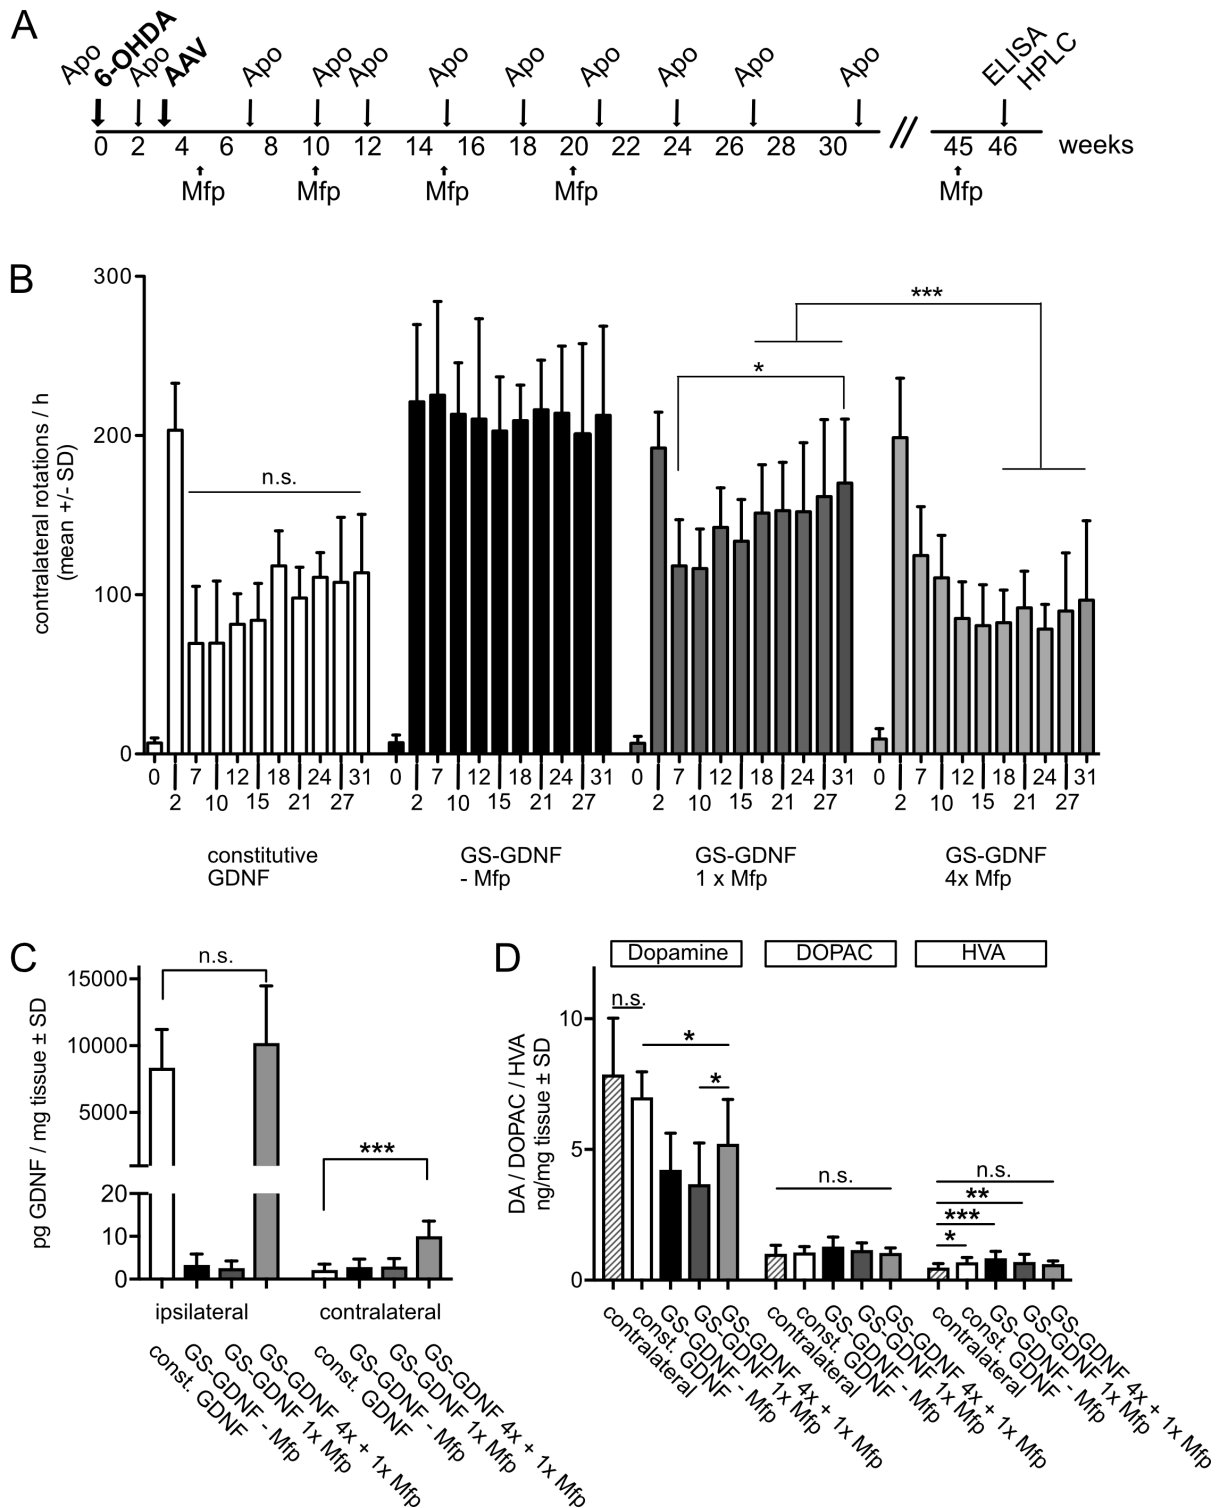 A
Apo 6-OHDA Apo AAV Apo Apo Apo Apo Apo Apo Apo Apo Apo ELISA HPLC
0 2 4 6 8 10 12 14 16 18 20 22 24 26 28 30 45 46 weeks
Mfp Mfp Mfp Mfp Mfp
B
contralateral rotations / h
(mean +/- SD)
300
200
100
0
n.s.
*
***
0 7 12 18 24 31 0 7 12 18 24 31 0 7 12 18 24 31 0 7 12 18 24 31
2 10 15 21 27 2 10 15 21 27 2 10 15 21 27 2 10 15 21 27
constitutive
GDNF
GS-GDNF
- Mfp
GS-GDNF
1 x Mfp
GS-GDNF
4x Mfp
C
pg GDNF / mg tissue ± SD
15000
10000
5000
20
10
0
n.s.
***
ipsilateral
contralateral
const. GDNF
GS-GDNF - Mfp
GS-GDNF 1x Mfp
GS-GDNF 4x + 1x Mfp
const. GDNF
GS-GDNF - Mfp
GS-GDNF 1x Mfp
GS-GDNF 4x + 1x Mfp
D
Dopamine
DOPAC
HVA
DA / DOPAC / HVA
ng/mg tissue ± SD
10
5
0
n.s.
*
*
n.s.
n.s.
**
***
*
contralateral
const. GDNF
GS-GDNF - Mfp
GS-GDNF 1x Mfp
GS-GDNF 4x + 1x Mfp
contralateral
const. GDNF
GS-GDNF - Mfp
GS-GDNF 1x Mfp
GS-GDNF 4x + 1x Mfp
contralateral
const. GDNF
GS-GDNF - Mfp
GS-GDNF 1x Mfp
GS-GDNF 4x + 1x Mfp